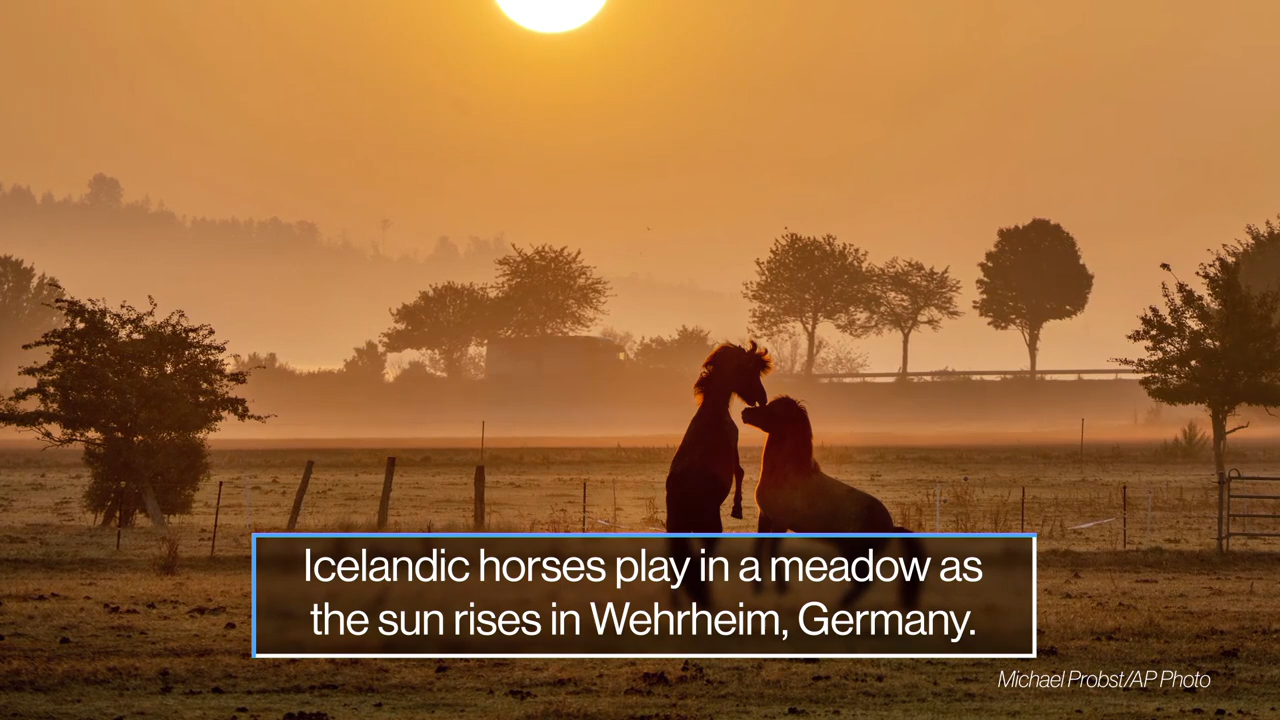 Icelandic horses play in a meadow as
the sun rises in Wehrheim, Germany.
Michael Probst/AP Photo